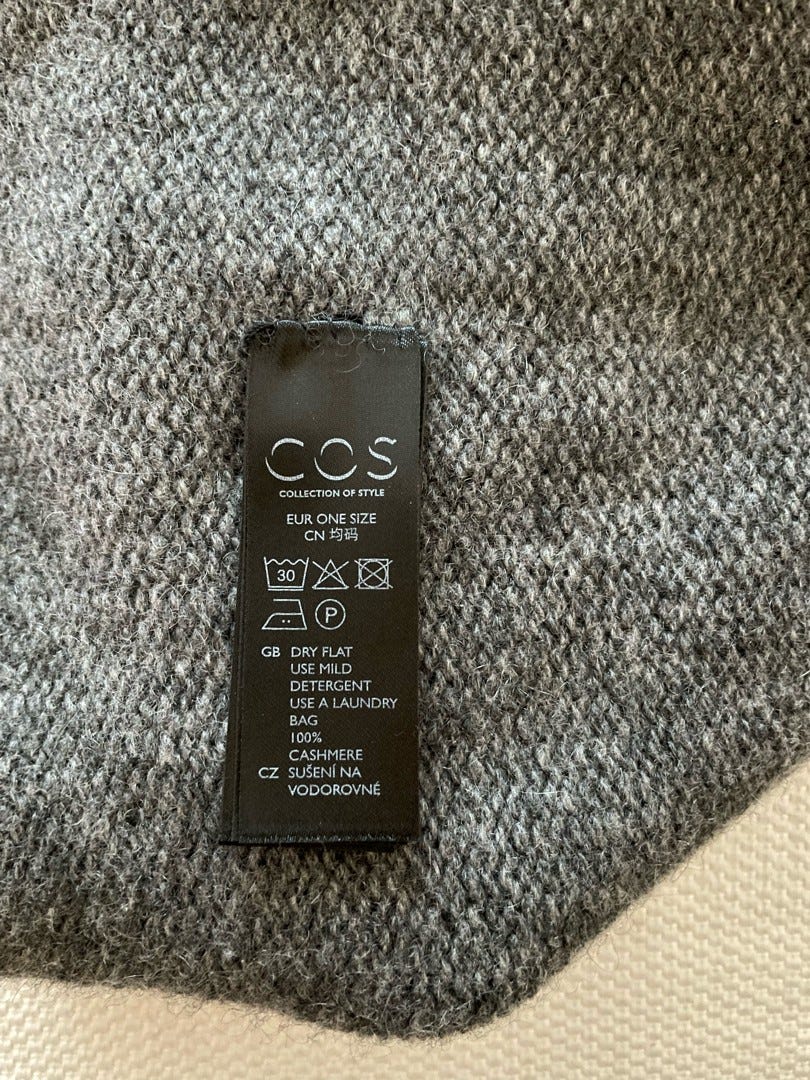 COS
COLLECTION OF STYLE
EUR ONE SIZE
CN 均码
30
P
GB DRY FLAT
USE MILD
DETERGENT
USE A LAUNDRY
BAG
100%
CASHMERE
CZ SUŠENÍ NA
VODOROVNÉ